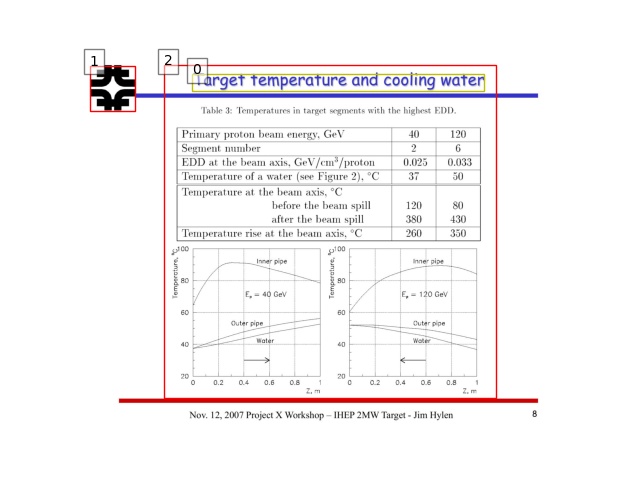 1
2
0
Target temperature and cooling water
Table 3: Temperatures in target segments with the highest EDD.
Primary proton beam energy, GeV 40 120
Segment number 2 6
EDD at the beam axis, GeV/cm³/proton 0.025 0.033
Temperature of a water (see Figure 2), °C 37 50
Temperature at the beam axis, °C
before the beam spill 120 80
after the beam spill 380 430
Temperature rise at the beam axis, °C 260 350
Temperature, °C
100
80
60
40
20
Inner pipe
Eₚ = 40 GeV
Outer pipe
Water
0 0.2 0.4 0.6 0.8 1
Z, m
Temperature, °C
100
80
60
40
20
Inner pipe
Eₚ = 120 GeV
Outer pipe
Water
0 0.2 0.4 0.6 0.8 1
Z, m
Nov. 12, 2007 Project X Workshop – IHEP 2MW Target - Jim Hylen 8